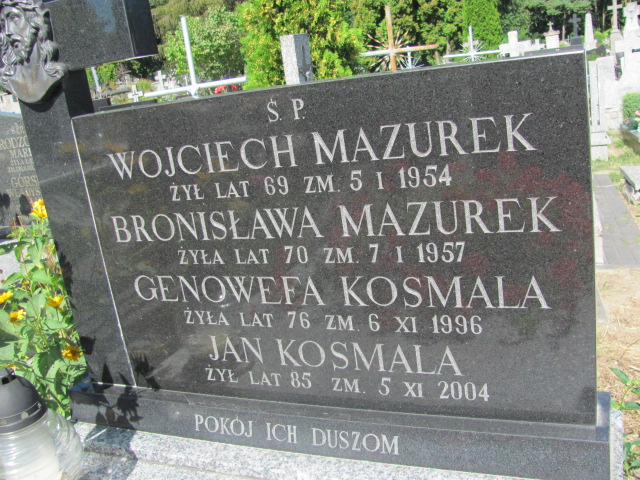 Ś. P.
WOJCIECH MAZUREK
ŻYŁ LAT 69 ZM. 5 I 1954
BRONISŁAWA MAZUREK
ŻYŁA LAT 70 ZM. 7 I 1957
GENOWEFA KOSMALA
ŻYŁA LAT 76 ZM. 6 XI 1996
JAN KOSMALA
ŻYŁ LAT 85 ZM. 5 XI 2004
POKÓJ ICH DUSZOM